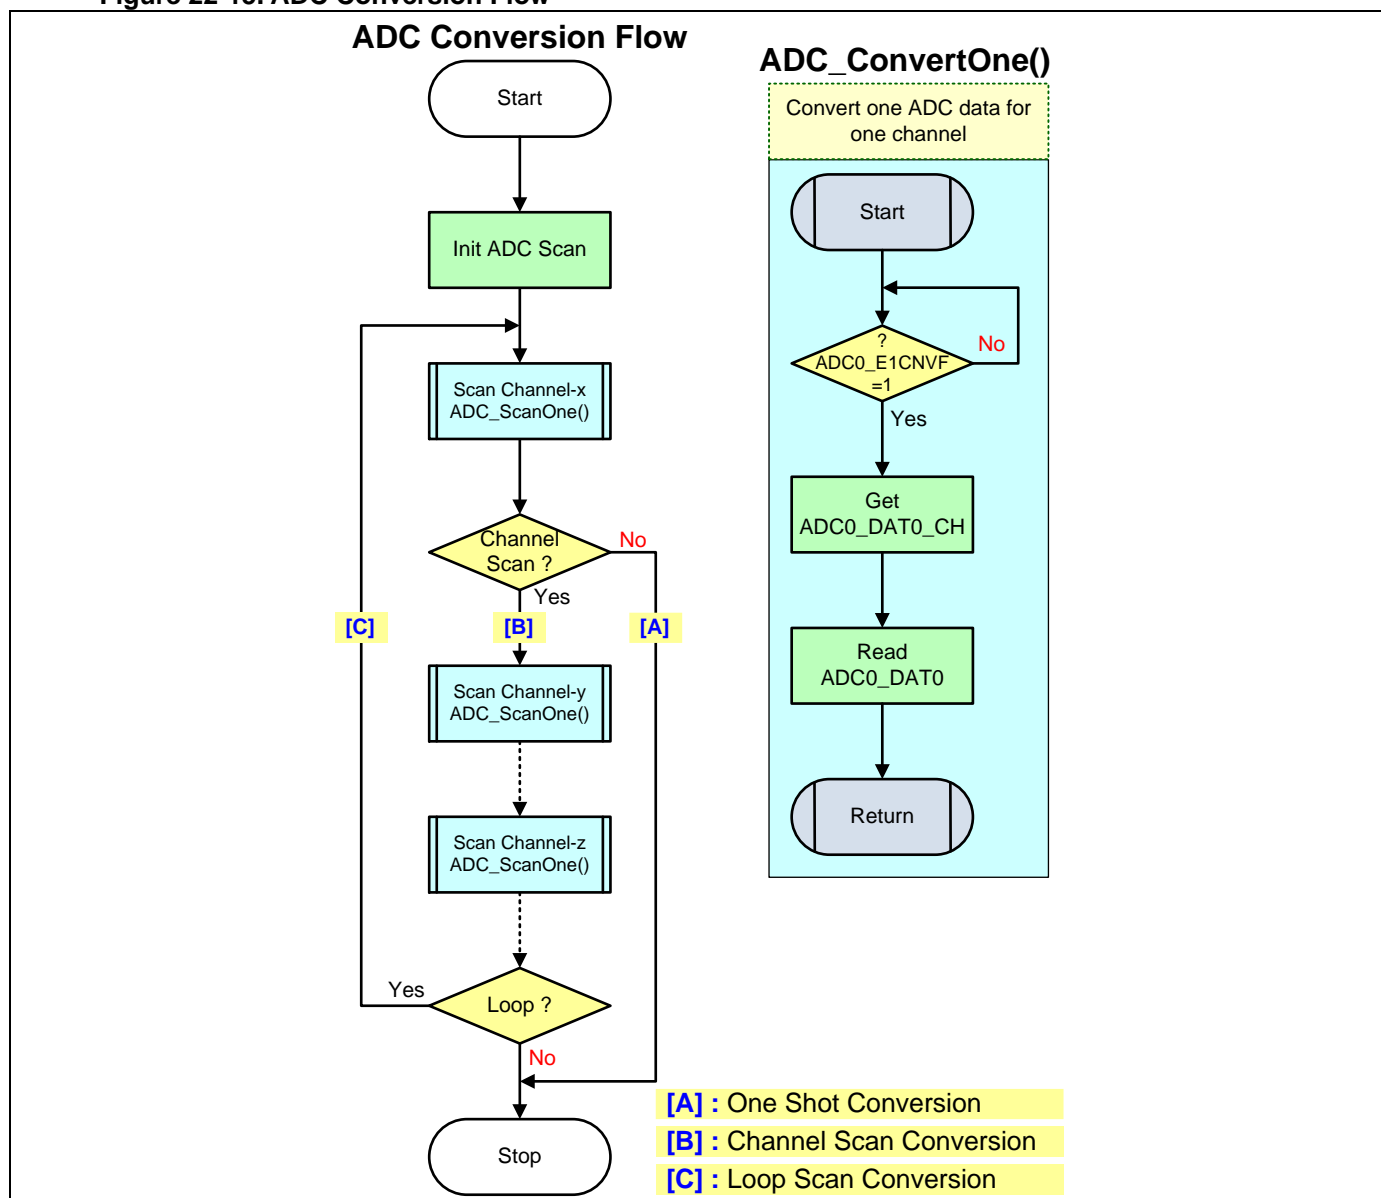 ADC Conversion Flow
Start
Init ADC Scan
Scan Channel-x
ADC_ScanOne()
Channel
Scan ?
No
Yes
[C]
[B]
[A]
Scan Channel-y
ADC_ScanOne()
Scan Channel-z
ADC_ScanOne()
Yes
Loop ?
No
Stop
ADC_ConvertOne()
Convert one ADC data for
one channel
Start
?
ADC0_E1CNVF
=1
No
Yes
Get
ADC0_DAT0_CH
Read
ADC0_DAT0
Return
[A] : One Shot Conversion
[B] : Channel Scan Conversion
[C] : Loop Scan Conversion